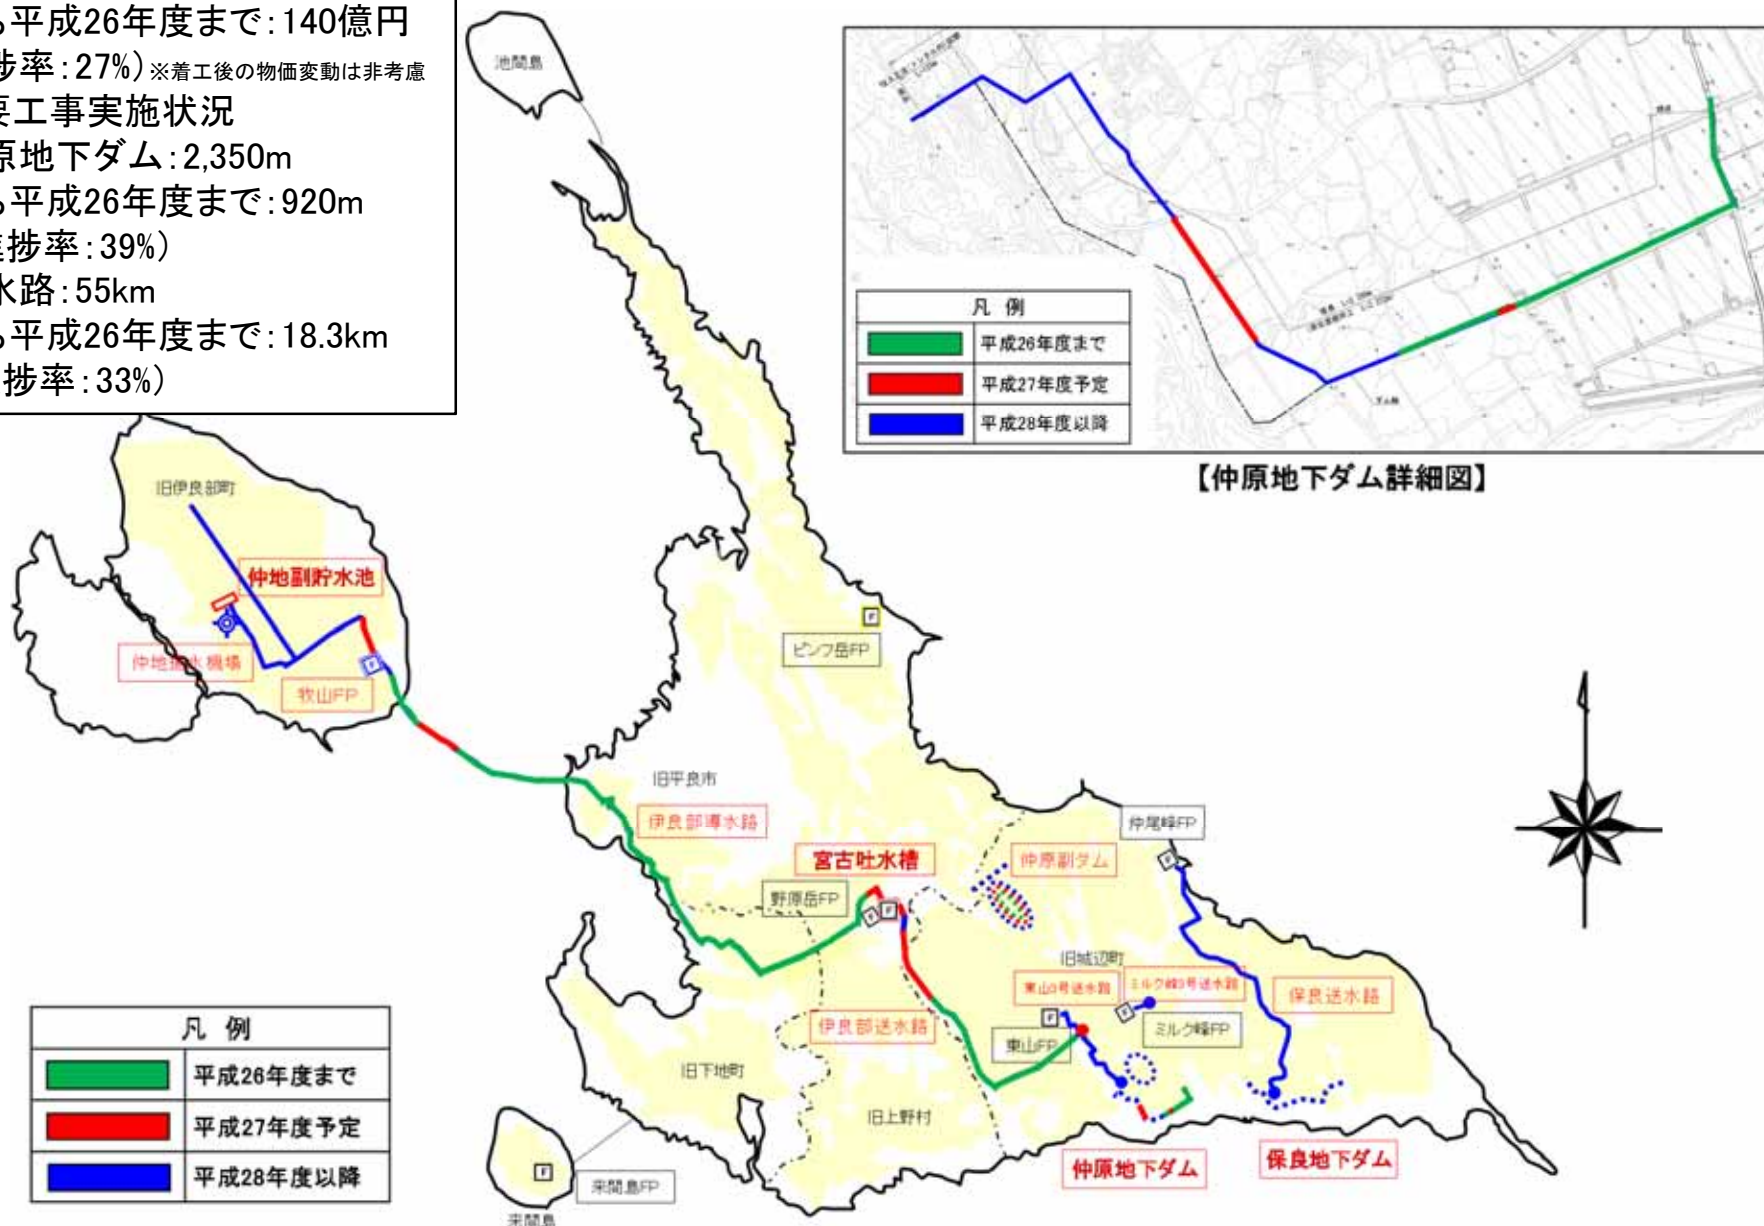 平成26年度まで：140億円
捗率：27%）※着工後の物価変動は非考慮
要工事実施状況
原地下ダム：2,350m
平成26年度まで：920m
進捗率：39%）
水路：55km
平成26年度まで：18.3km
捗率：33%）
池間島
凡 例
平成26年度まで
平成27年度予定
平成28年度以降
【仲原地下ダム詳細図】
旧伊良部町
仲地副貯水池
仲地揚水機場
牧山FP
ピンフ岳FP
旧平良市
伊良部導水路
仲尾峰FP
宮古吐水槽
仲原副ダム
野原岳FP
旧城辺町
東山3号送水路
ミルク峰3号送水路
保良送水路
伊良部送水路
ミルク峰FP
東山FP
旧下地町
旧上野村
仲原地下ダム
保良地下ダム
来間島FP
来間島
凡 例
平成26年度まで
平成27年度予定
平成28年度以降